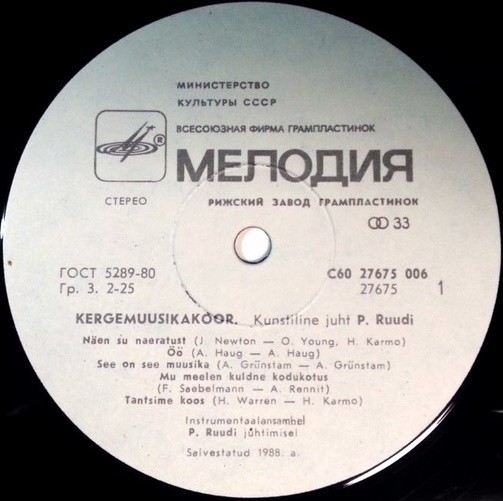 МИНИСТЕРСТВО
КУЛЬТУРЫ СССР
ВСЕСОЮЗНАЯ ФИРМА ГРАМПЛАСТИНОК
МЕЛОДИЯ
®
СТЕРЕО
РИЖСКИЙ ЗАВОД ГРАМПЛАСТИНОК
33
ГОСТ 5289-80
С60 27675 006
Гр. 3. 2-25
27675 1
KERGEMUUSIKAKOOR. Kunstiline juht P. Ruudi
Näen su naeratust (J. Newton — O. Young, H. Karmo)
Öö (A. Haug — A. Haug)
See on see muusika (A. Grünstam — A. Grünstam)
Mu meelen kuldne kodukotus
(F. Saebelmann — A. Rennit)
Tantsime koos (H. Warren — H. Karmo)
Instrumentaalansambel
P. Ruudi juhtimisel
Salvestatud 1988. a.